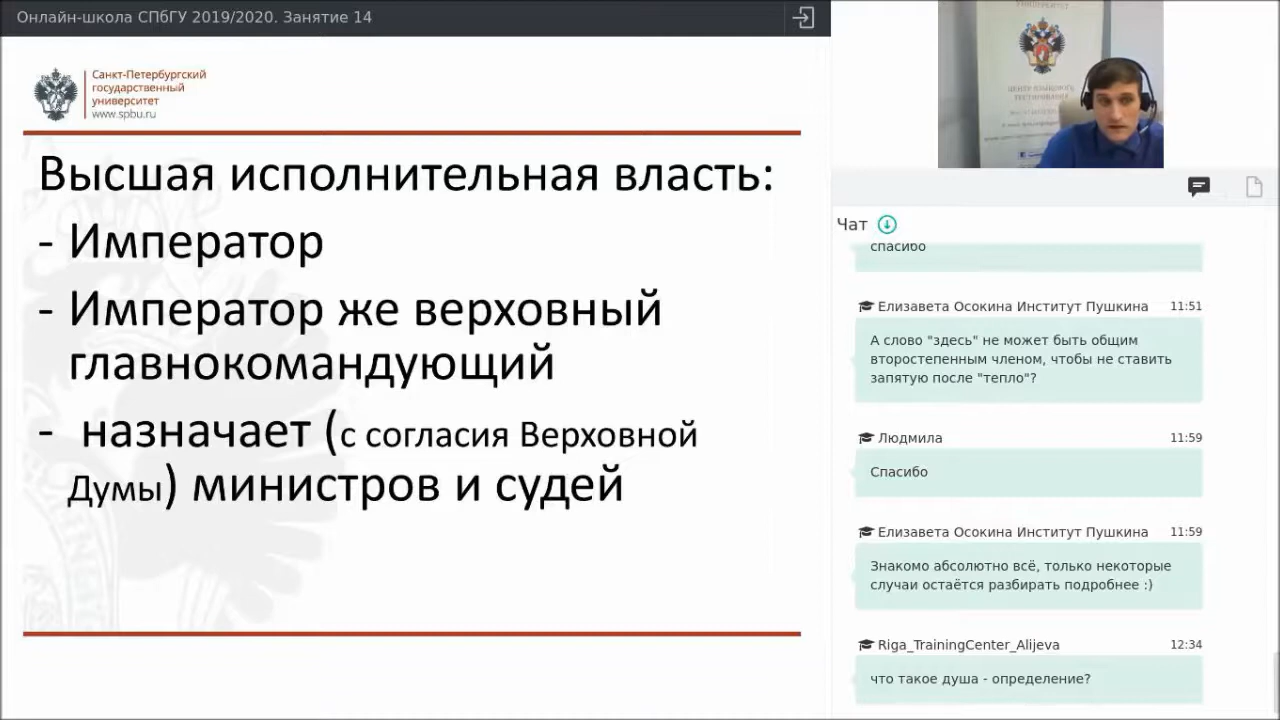 Онлайн-школа СПбГУ 2019/2020. Занятие 14
Санкт-Петербургский
государственный
университет
www.spbu.ru
Высшая исполнительная власть:
- Император
- Император же верховный
главнокомандующий
- назначает (с согласия Верховной
Думы) министров и судей
УНИВЕРСИТЕТ
ЦЕНТР ЯЗЫКОВОГО
ТЕСТИРОВАНИЯ
Чат
спасибо
Елизавета Осокина Институт Пушкина 11:51
А слово "здесь" не может быть общим
второстепенным членом, чтобы не ставить
запятую после "тепло"?
Людмила 11:59
Спасибо
Елизавета Осокина Институт Пушкина 11:59
Знакомо абсолютно всё, только некоторые
случаи остаётся разбирать подробнее :)
Riga_TrainingCenter_Alijeva 12:34
что такое душа - определение?